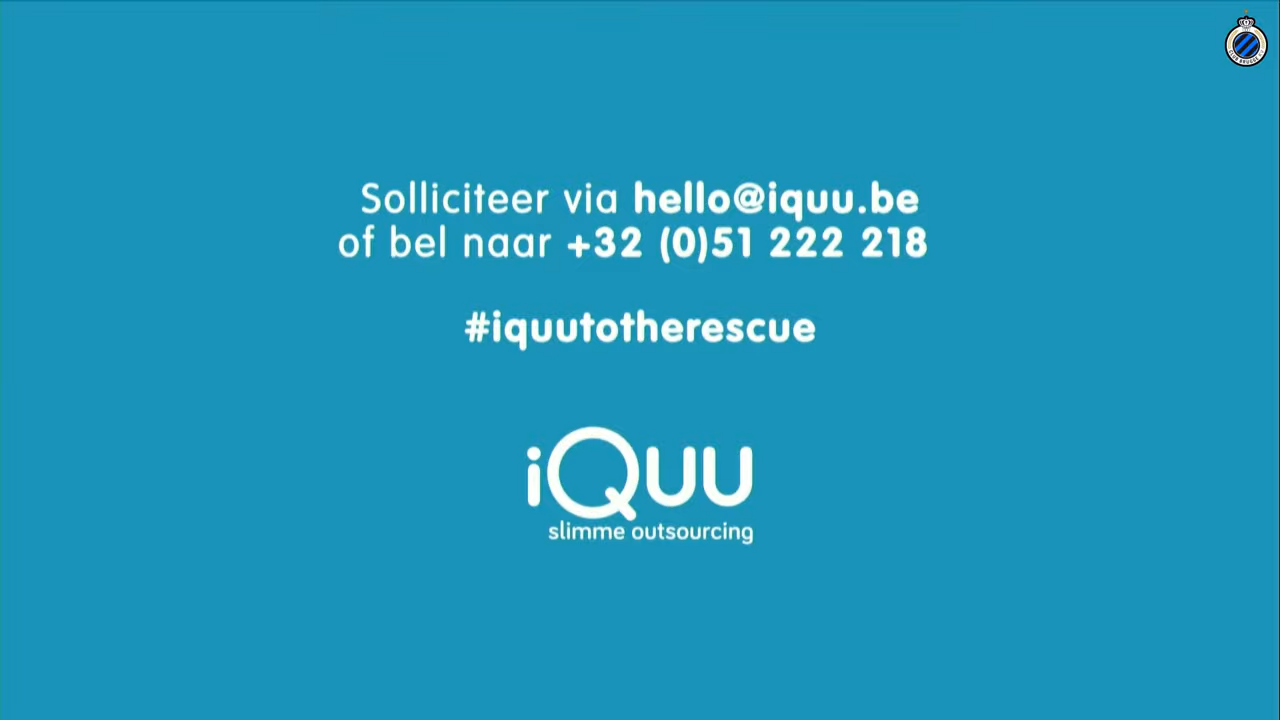 Solliciteer via hello@iquu.be
of bel naar +32 (0)51 222 218
#iquutotherescue
iQUU
slimme outsourcing